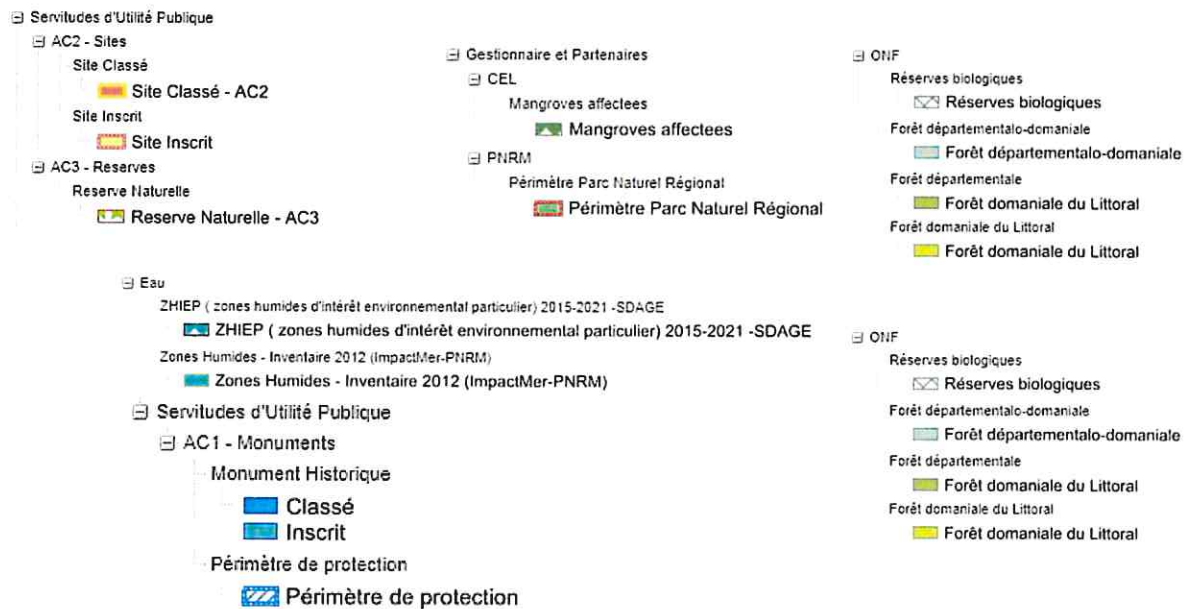 Servitudes d'Utilité Publique
AC2 - Sites
Site Classé
Site Classé - AC2
Site Inscrit
Site Inscrit
AC3 - Reserves
Reserve Naturelle
Reserve Naturelle - AC3
Gestionnaire et Partenaires
CEL
Mangroves affectees
Mangroves affectees
PNRM
Périmètre Parc Naturel Régional
Périmètre Parc Naturel Régional
ONF
Réserves biologiques
Réserves biologiques
Forêt départementalo-domaniale
Forêt départementalo-domaniale
Forêt départementale
Forêt domaniale du Littoral
Forêt domaniale du Littoral
Forêt domaniale du Littoral
Eau
ZHIEP ( zones humides d'intérêt environnemental particulier) 2015-2021 -SDAGE
ZHIEP ( zones humides d'intérêt environnemental particulier) 2015-2021 -SDAGE
Zones Humides - Inventaire 2012 (ImpactMer-PNRM)
Zones Humides - Inventaire 2012 (ImpactMer-PNRM)
Servitudes d'Utilité Publique
AC1 - Monuments
Monument Historique
Classé
Inscrit
Périmètre de protection
Périmètre de protection
ONF
Réserves biologiques
Réserves biologiques
Forêt départementalo-domaniale
Forêt départementalo-domaniale
Forêt départementale
Forêt domaniale du Littoral
Forêt domaniale du Littoral
Forêt domaniale du Littoral